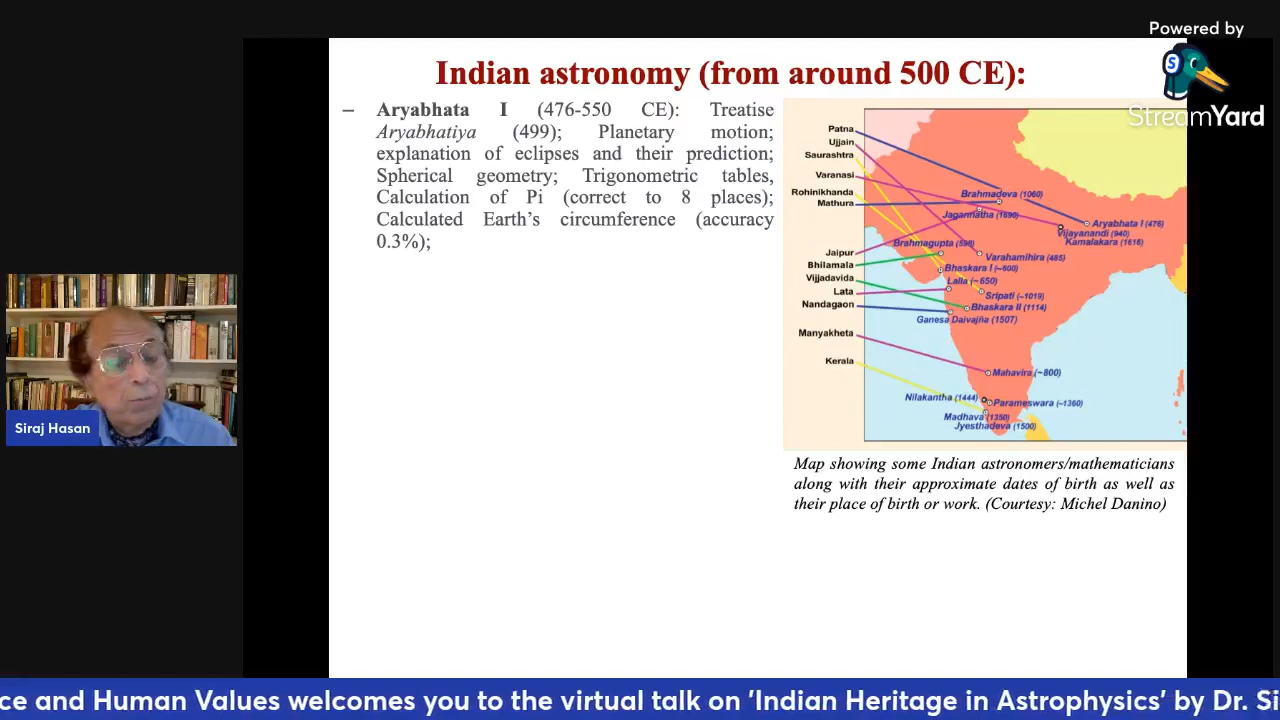 Powered by
StreamYard
Indian astronomy (from around 500 CE):
– Aryabhata I (476-550 CE): Treatise
Aryabhatiya (499); Planetary motion;
explanation of eclipses and their prediction;
Spherical geometry; Trigonometric tables,
Calculation of Pi (correct to 8 places);
Calculated Earth's circumference (accuracy
0.3%);
Patna
Ujjain
Saurashtra
Varanasi
Rohinikhanda
Mathura
Jaipur
Bhilamala
Vijjadavida
Lata
Nandagaon
Manyakheta
Kerala
Brahmadeva (1060)
Jagannatha (1690)
Aryabhata I (476)
Vijayanandi (940)
Kamalakara (1616)
Brahmagupta (598)
Varahamihira (485)
Bhaskara I (~600)
Lalla (~650)
Sripati (~1019)
Bhaskara II (1114)
Ganesa Daivajña (1507)
Mahavira (~800)
Nilakantha (1444)
Parameswara (~1360)
Madhava (1350)
Jyesthadeva (1500)
Map showing some Indian astronomers/mathematicians
along with their approximate dates of birth as well as
their place of birth or work. (Courtesy: Michel Danino)
Siraj Hasan
ce and Human Values welcomes you to the virtual talk on 'Indian Heritage in Astrophysics' by Dr. Si